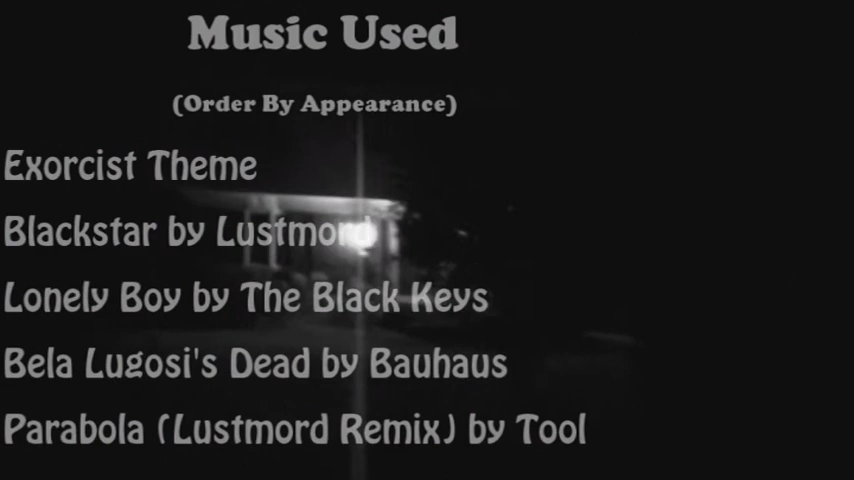 Music Used
(Order By Appearance)
Exorcist Theme
Blackstar by Lustmord
Lonely Boy by The Black Keys
Bela Lugosi's Dead by Bauhaus
Parabola (Lustmord Remix) by Tool